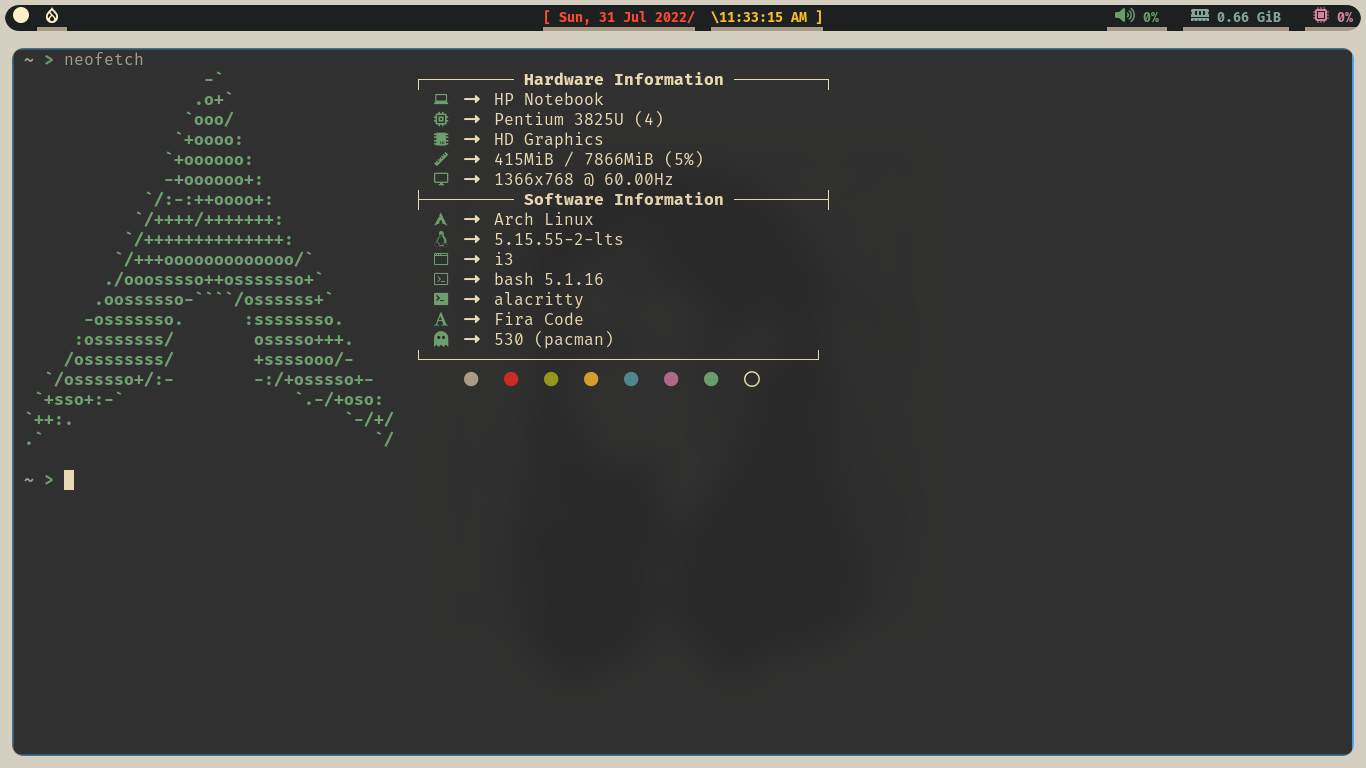 [ Sun, 31 Jul 2022/ \11:33:15 AM ] 0% 0.66 GiB 0%
~ > neofetch
-`
.o+`
`ooo/
`+oooo:
`+oooooo:
-+oooooo+:
`/:-:++oooo+:
`/++++/+++++++:
`/++++++++++++++:
`/+++ooooooooooooo/`
./ooosssso++osssssso+`
.oossssso-````/ossssss+`
-osssssso. :ssssssso.
:osssssss/ osssso+++.
/ossssssss/ +ssssooo/-
`/ossssso+/:- -:/+osssso+-
`+sso+:-` `.-/+oso:
`++:. `-/+/
.` `/
Hardware Information
→ HP Notebook
→ Pentium 3825U (4)
→ HD Graphics
→ 415MiB / 7866MiB (5%)
→ 1366x768 @ 60.00Hz
Software Information
→ Arch Linux
→ 5.15.55-2-lts
→ i3
→ bash 5.1.16
→ alacritty
→ Fira Code
→ 530 (pacman)
~ >